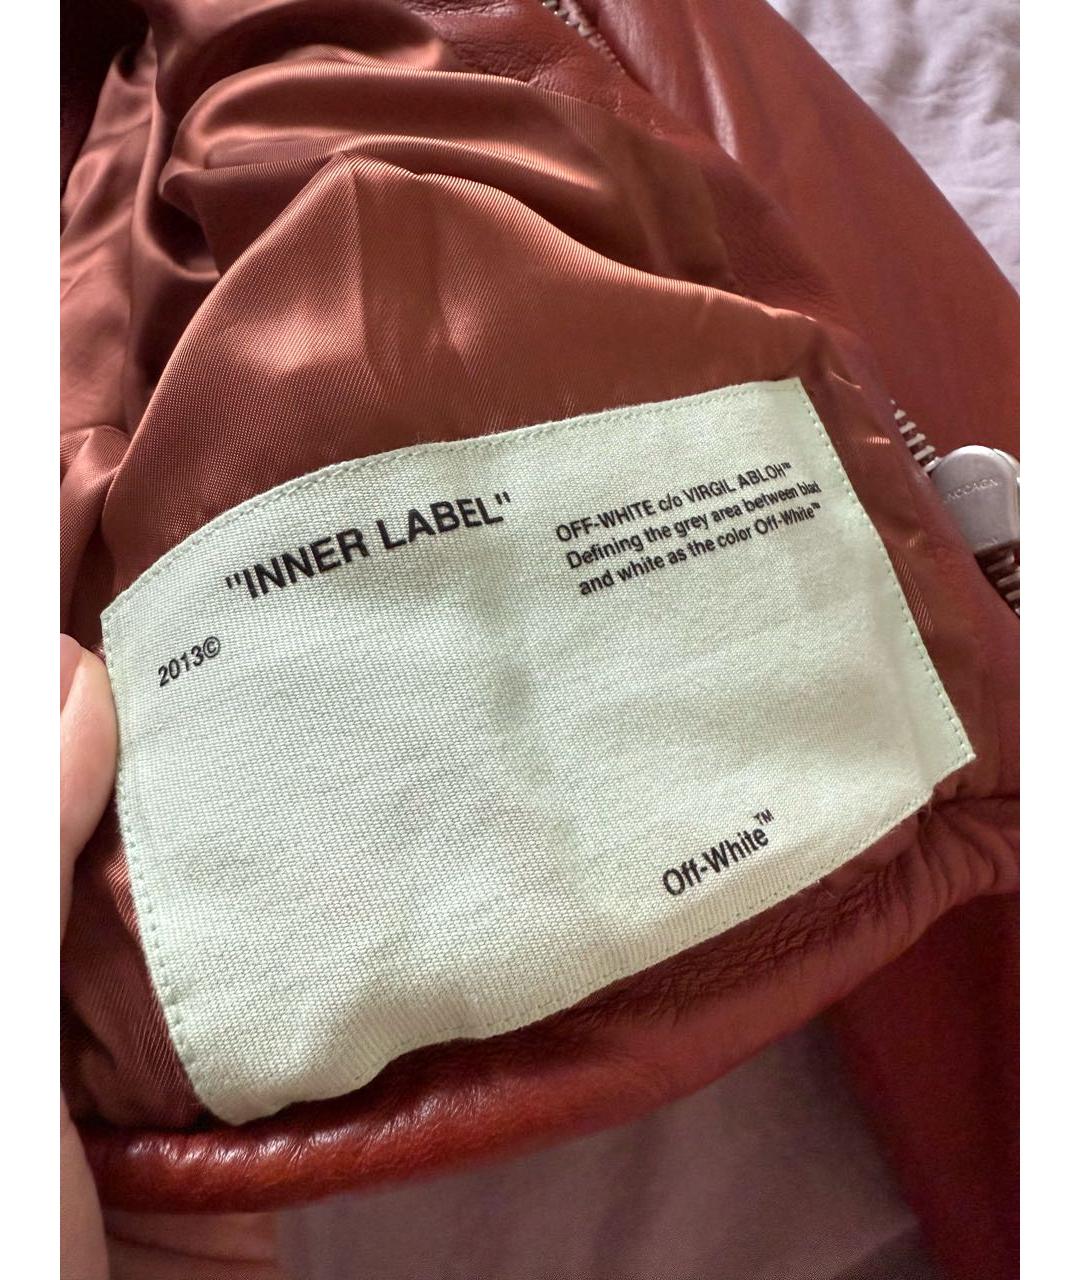 "INNER LABEL"
OFF-WHITE c/o VIRGIL ABLOH™
Defining the grey area between black
and white as the color Off-White™
2013©
Off-White™